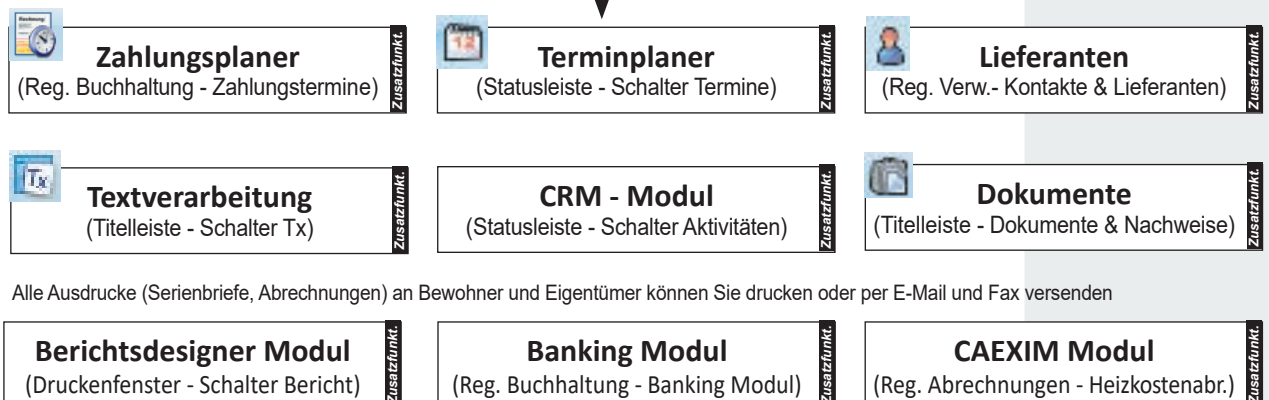 Zahlungsplaner
(Reg. Buchhaltung - Zahlungstermine)
Zusatzfunkt.
Terminplaner
(Statusleiste - Schalter Termine)
Zusatzfunkt.
Lieferanten
(Reg. Verw.- Kontakte & Lieferanten)
Zusatzfunkt.
Textverarbeitung
(Titelleiste - Schalter Tx)
Zusatzfunkt.
CRM - Modul
(Statusleiste - Schalter Aktivitäten)
Zusatzfunkt.
Dokumente
(Titelleiste - Dokumente & Nachweise)
Zusatzfunkt.
Alle Ausdrucke (Serienbriefe, Abrechnungen) an Bewohner und Eigentümer können Sie drucken oder per E-Mail und Fax versenden
Berichtsdesigner Modul
(Druckenfenster - Schalter Bericht)
Zusatzfunkt.
Banking Modul
(Reg. Buchhaltung - Banking Modul)
Zusatzfunkt.
CAEXIM Modul
(Reg. Abrechnungen - Heizkostenabr.)
Zusatzfunkt.
Rechnung
12
Tx